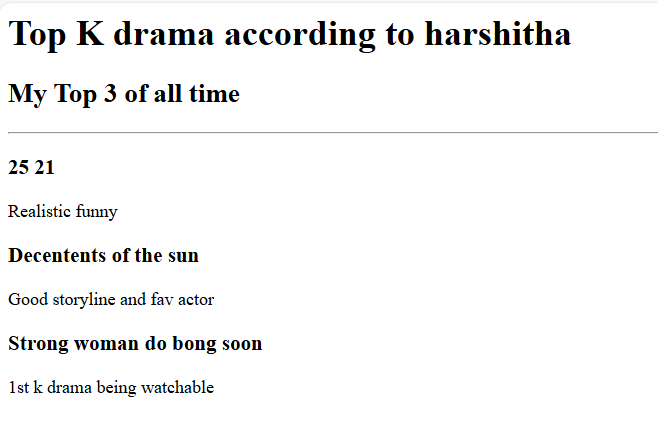 Top K drama according to harshitha
My Top 3 of all time
25 21
Realistic funny
Decentents of the sun
Good storyline and fav actor
Strong woman do bong soon
1st k drama being watchable